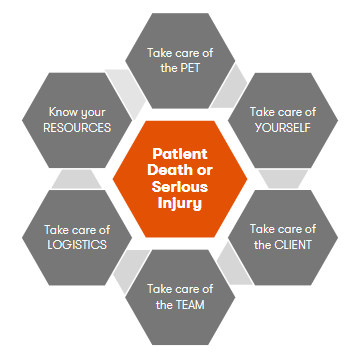 Take care of
the PET
Know your
RESOURCES
Take care of
YOURSELF
Patient
Death or
Serious
Injury
Take care of
LOGISTICS
Take care of
the CLIENT
Take care of
the TEAM